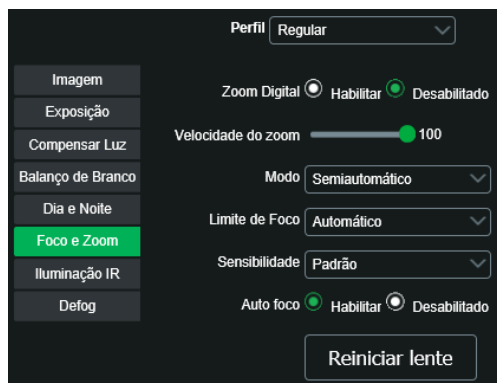 Perfil Regular
Imagem
Exposição
Compensar Luz
Balanço de Branco
Dia e Noite
Foco e Zoom
Iluminação IR
Defog
Zoom Digital Habilitar Desabilitado
Velocidade do zoom 100
Modo Semiautomático
Limite de Foco Automático
Sensibilidade Padrão
Auto foco Habilitar Desabilitado
Reiniciar lente